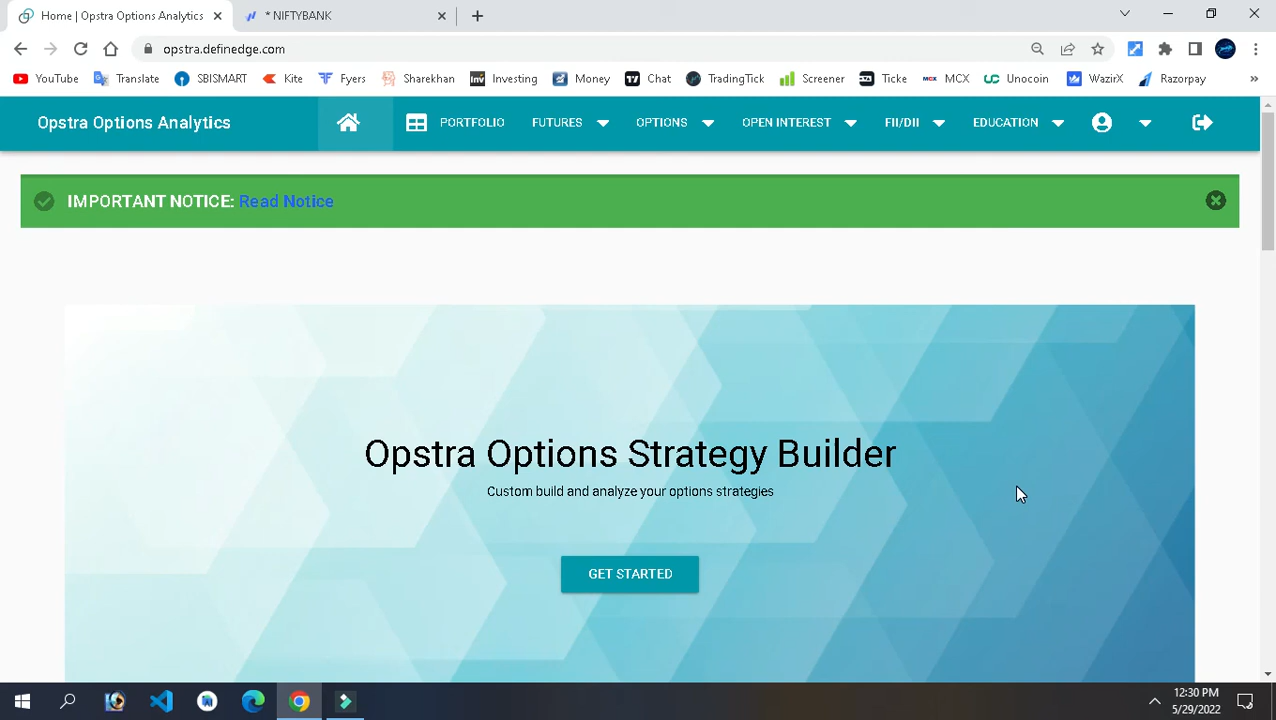 Home | Opstra Options Analytics
* NIFTYBANK
opstra.definedge.com
YouTube Translate SBISMART Kite Fyers Sharekhan Investing Money Chat TradingTick Screener Ticke MCX Unocoin WazirX Razorpay »
Opstra Options Analytics PORTFOLIO FUTURES OPTIONS OPEN INTEREST FII/DII EDUCATION
IMPORTANT NOTICE: Read Notice
Opstra Options Strategy Builder
Custom build and analyze your options strategies
GET STARTED
12:30 PM
5/29/2022